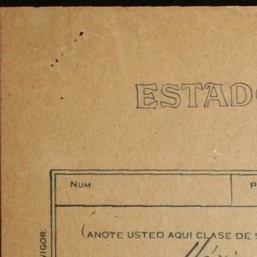 ESTADO
NUM.
P
(ANOTE USTED AQUI CLASE DE S
VIGOR.